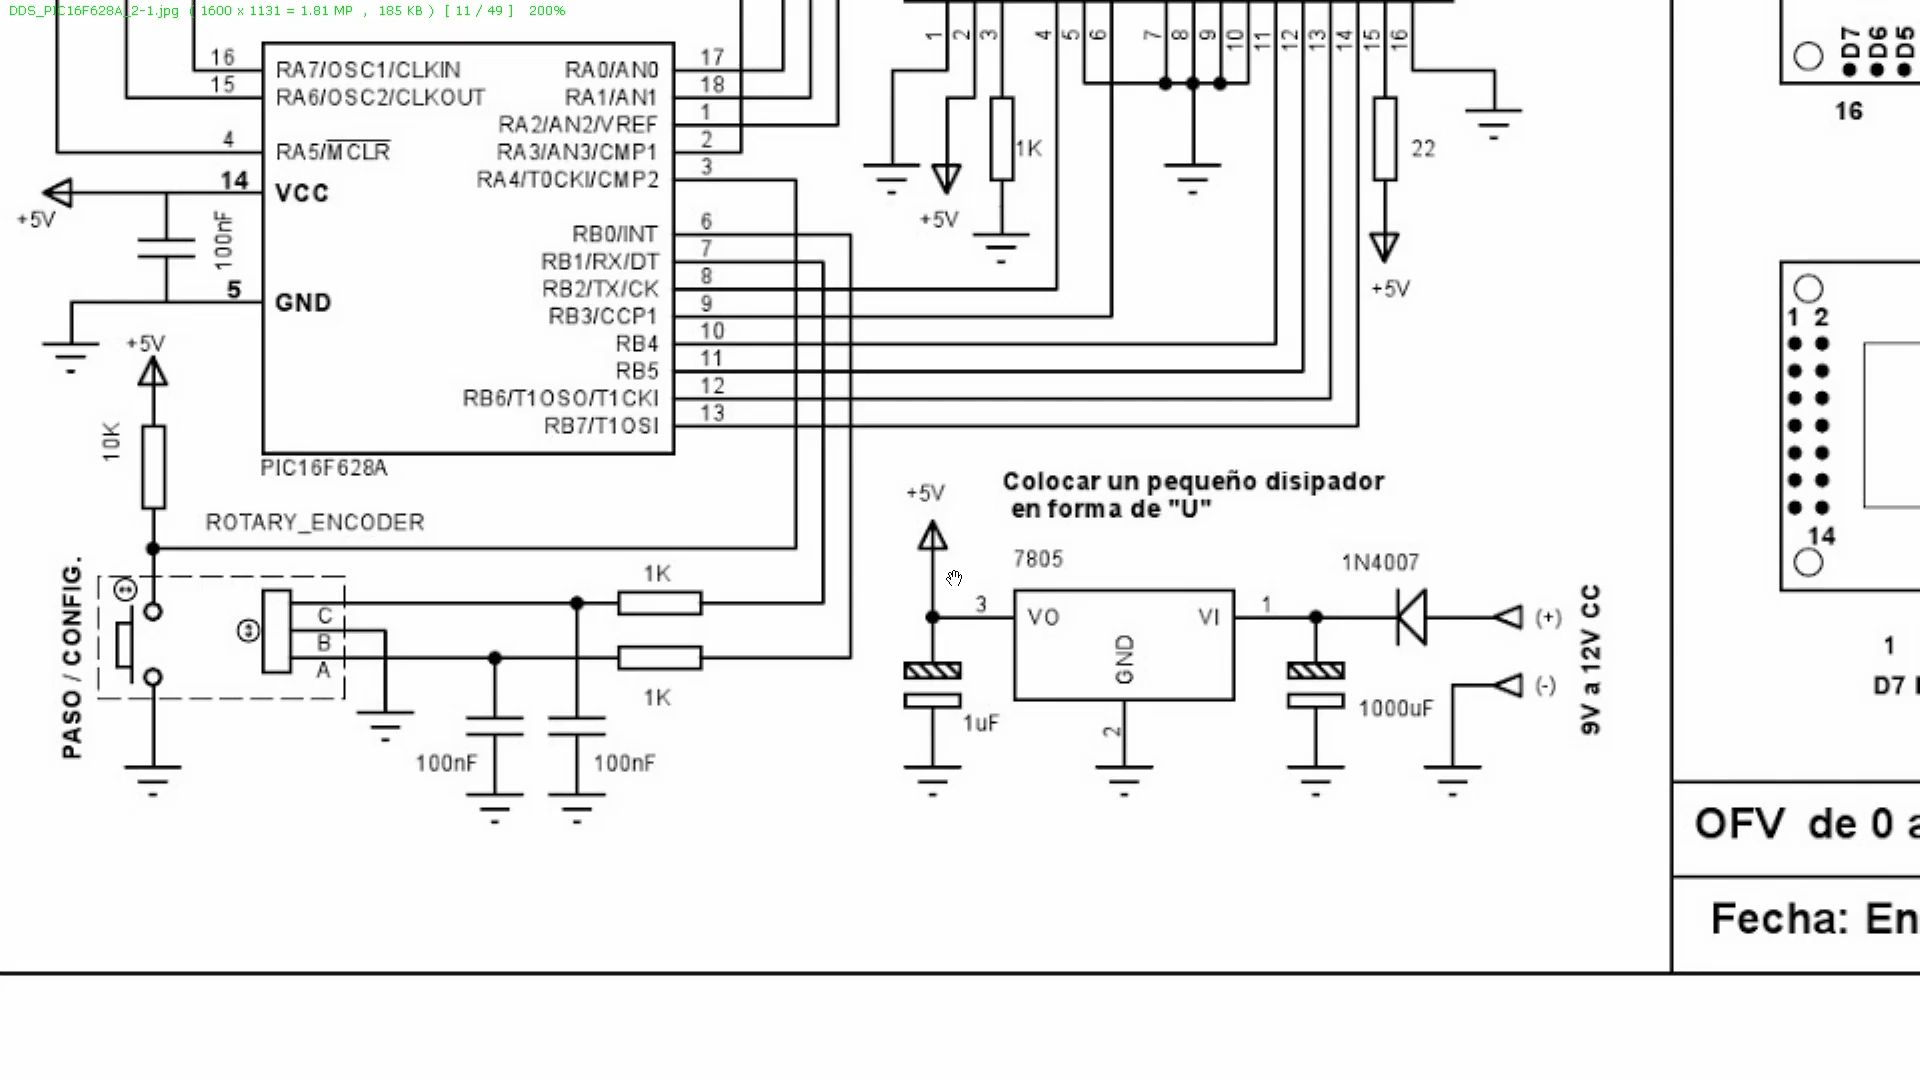 DDS_PIC16F628A_2-1.jpg ( 1600 x 1131 = 1.81 MP , 185 KB ) [ 11 / 49 ] 200%
1 2 3 4 5 6 7 8 9 10 11 12 13 14 15 16
D7 D6 D5
16
16 RA7/OSC1/CLKIN
15 RA6/OSC2/CLKOUT
4 RA5/MCLR
14 VCC
+5V
100nF
5 GND
RA0/AN0 17
RA1/AN1 18
RA2/AN2/VREF 1
RA3/AN3/CMP1 2
RA4/T0CKI/CMP2 3
RB0/INT 6
RB1/RX/DT 7
RB2/TX/CK 8
RB3/CCP1 9
RB4 10
RB5 11
RB6/T1OSO/T1CKI 12
RB7/T1OSI 13
PIC16F628A
+5V
1K
22
+5V
1 2
14
+5V
10K
ROTARY_ENCODER
PASO / CONFIG.
C
B
A
1K
1K
100nF
100nF
Colocar un pequeño disipador
en forma de "U"
+5V
7805
1N4007
3 VO
VI 1
GND
2
1uF
1000uF
(+)
(-)
9V a 12V CC
1
D7
OFV de 0 a
Fecha: En